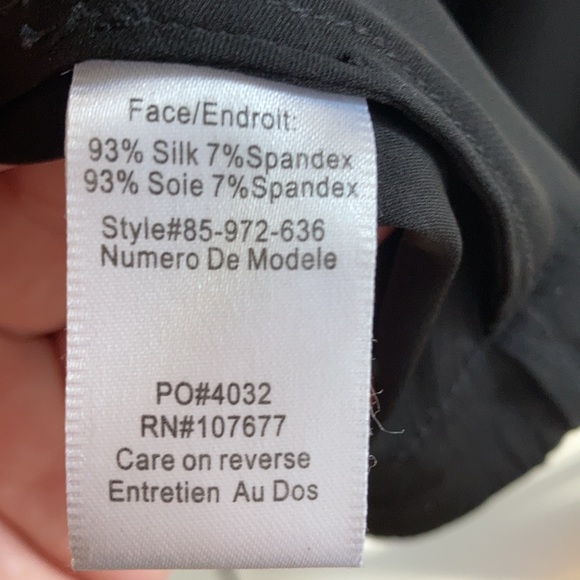 Face/Endroit:
93% Silk 7%Spandex
93% Soie 7%Spandex
Style#85-972-636
Numero De Modele
PO#4032
RN#107677
Care on reverse
Entretien Au Dos